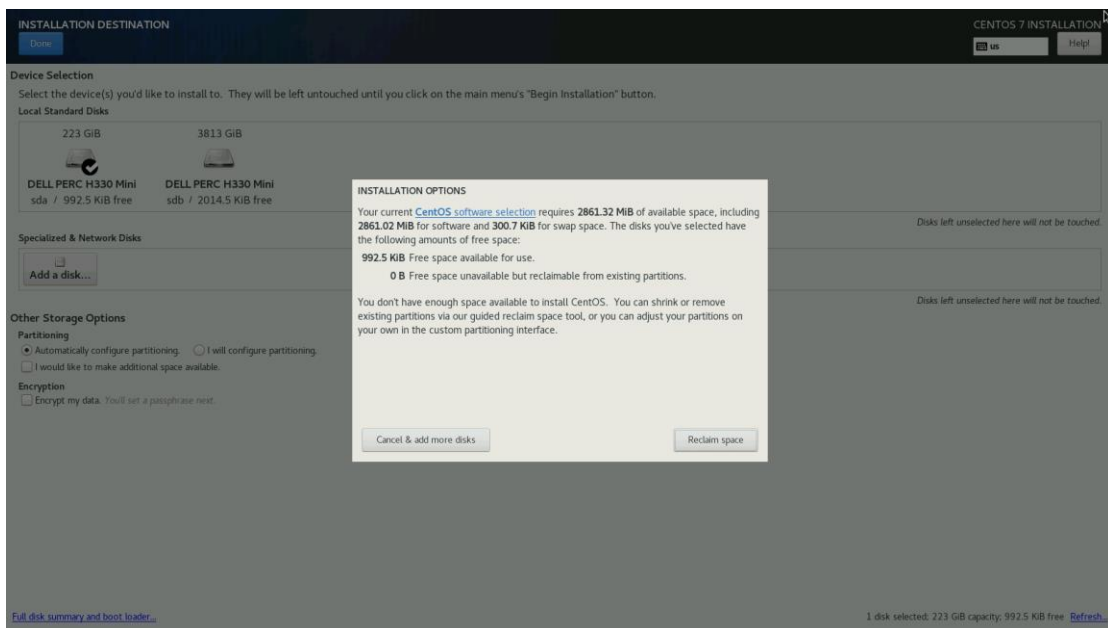 INSTALLATION DESTINATION
CENTOS 7 INSTALLATION
Done
us
Help!
Device Selection
Select the device(s) you'd like to install to. They will be left untouched until you click on the main menu's "Begin Installation" button.
Local Standard Disks
223 GiB
3813 GiB
DELL PERC H330 Mini
DELL PERC H330 Mini
sda / 992.5 KiB free
sdb / 2014.5 KiB free
Disks left unselected here will not be touched.
Specialized & Network Disks
Add a disk...
Disks left unselected here will not be touched.
Other Storage Options
Partitioning
Automatically configure partitioning. I will configure partitioning.
I would like to make additional space available.
Encryption
Encrypt my data. You'll set a passphrase next.
INSTALLATION OPTIONS
Your current CentOS software selection requires 2861.32 MiB of available space, including
2861.02 MiB for software and 300.7 KiB for swap space. The disks you've selected have
the following amounts of free space:
992.5 KiB Free space available for use.
0 B Free space unavailable but reclaimable from existing partitions.
You don't have enough space available to install CentOS. You can shrink or remove
existing partitions via our guided reclaim space tool, or you can adjust your partitions on
your own in the custom partitioning interface.
Cancel & add more disks
Reclaim space
Full disk summary and boot loader...
1 disk selected; 223 GiB capacity; 992.5 KiB free Refresh...